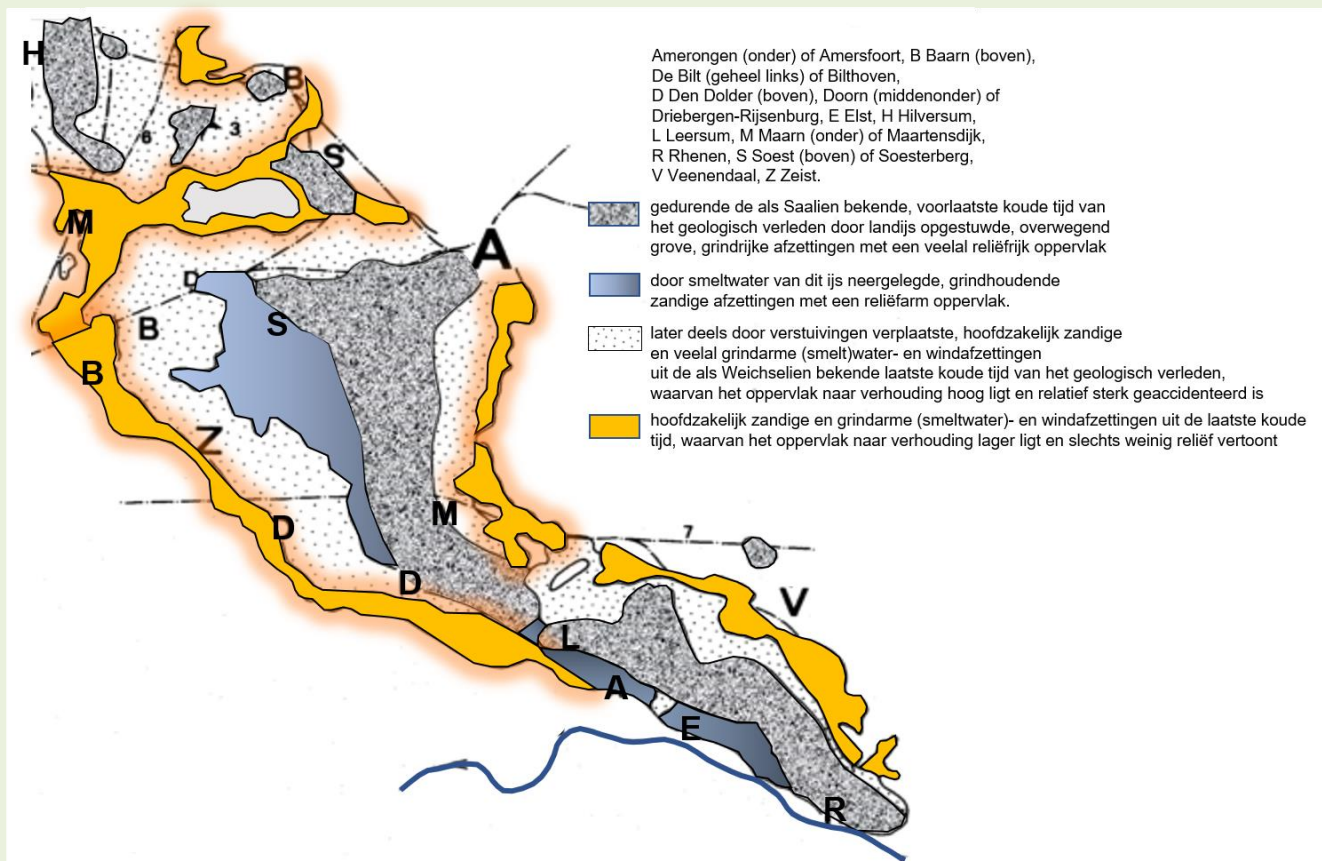 Amerongen (onder) of Amersfoort, B Baarn (boven),
De Bilt (geheel links) of Bilthoven,
D Den Dolder (boven), Doorn (middenonder) of
Driebergen-Rijsenburg, E Elst, H Hilversum,
L Leersum, M Maarn (onder) of Maartensdijk,
R Rhenen, S Soest (boven) of Soesterberg,
V Veenendaal, Z Zeist.
gedurende de als Saalien bekende, voorlaatste koude tijd van
het geologisch verleden door landijs opgestuwde, overwegend
grove, grindrijke afzettingen met een veelal reliëfrijk oppervlak
door smeltwater van dit ijs neergelegde, grindhoudende
zandige afzettingen met een reliëfarm oppervlak.
later deels door verstuivingen verplaatste, hoofdzakelijk zandige
en veelal grindarme (smelt)water- en windafzettingen
uit de als Weichselien bekende laatste koude tijd van het geologisch verleden,
waarvan het oppervlak naar verhouding hoog ligt en relatief sterk geaccidenteerd is
hoofdzakelijk zandige en grindarme (smeltwater)- en windafzettingen uit de laatste koude
tijd, waarvan het oppervlak naar verhouding lager ligt en slechts weinig reliëf vertoont
H
B
6
3
S
M
A
D
B
S
B
Z
M
D
7
D
V
L
A
E
R